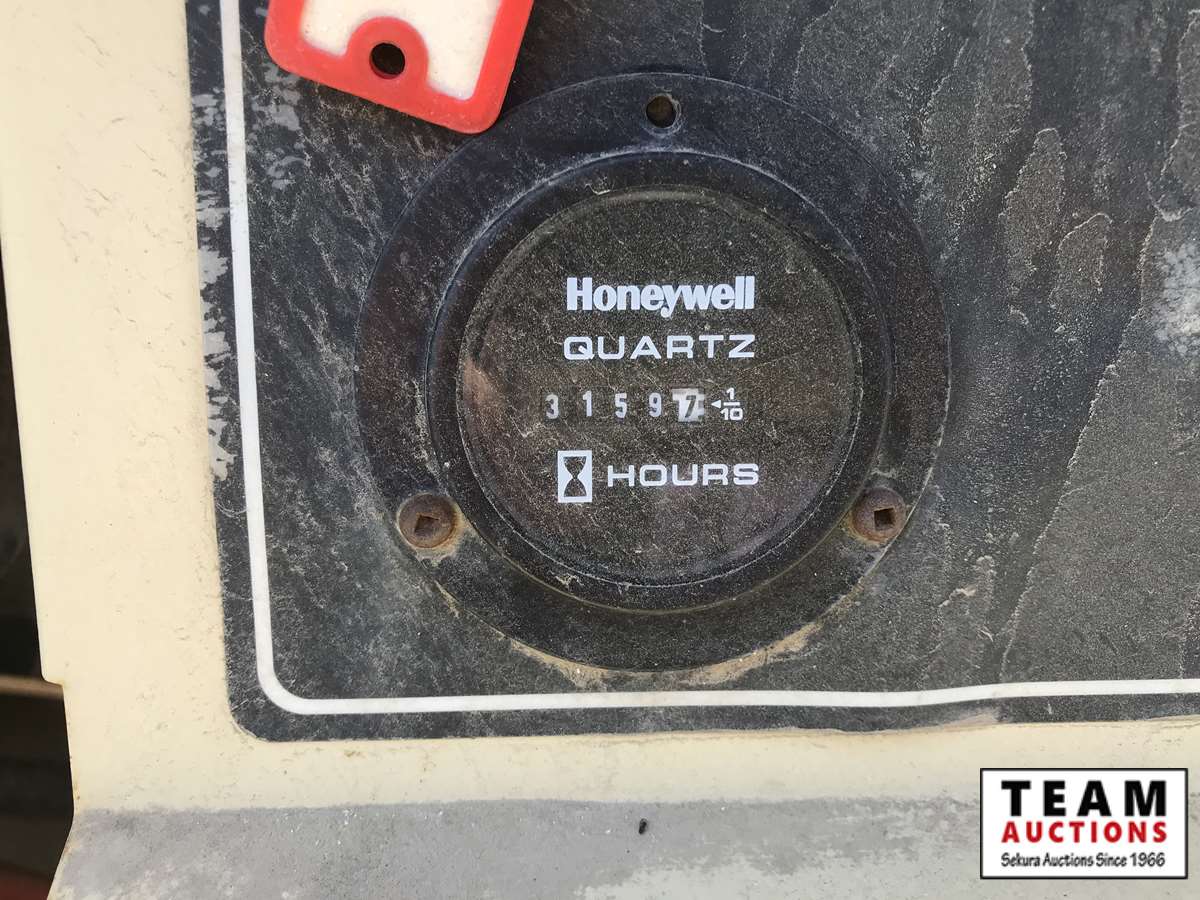 Honeywell
QUARTZ
3 1 5 9 7 ◂1/10
HOURS
TEAM
AUCTIONS
Sekura Auctions Since 1966